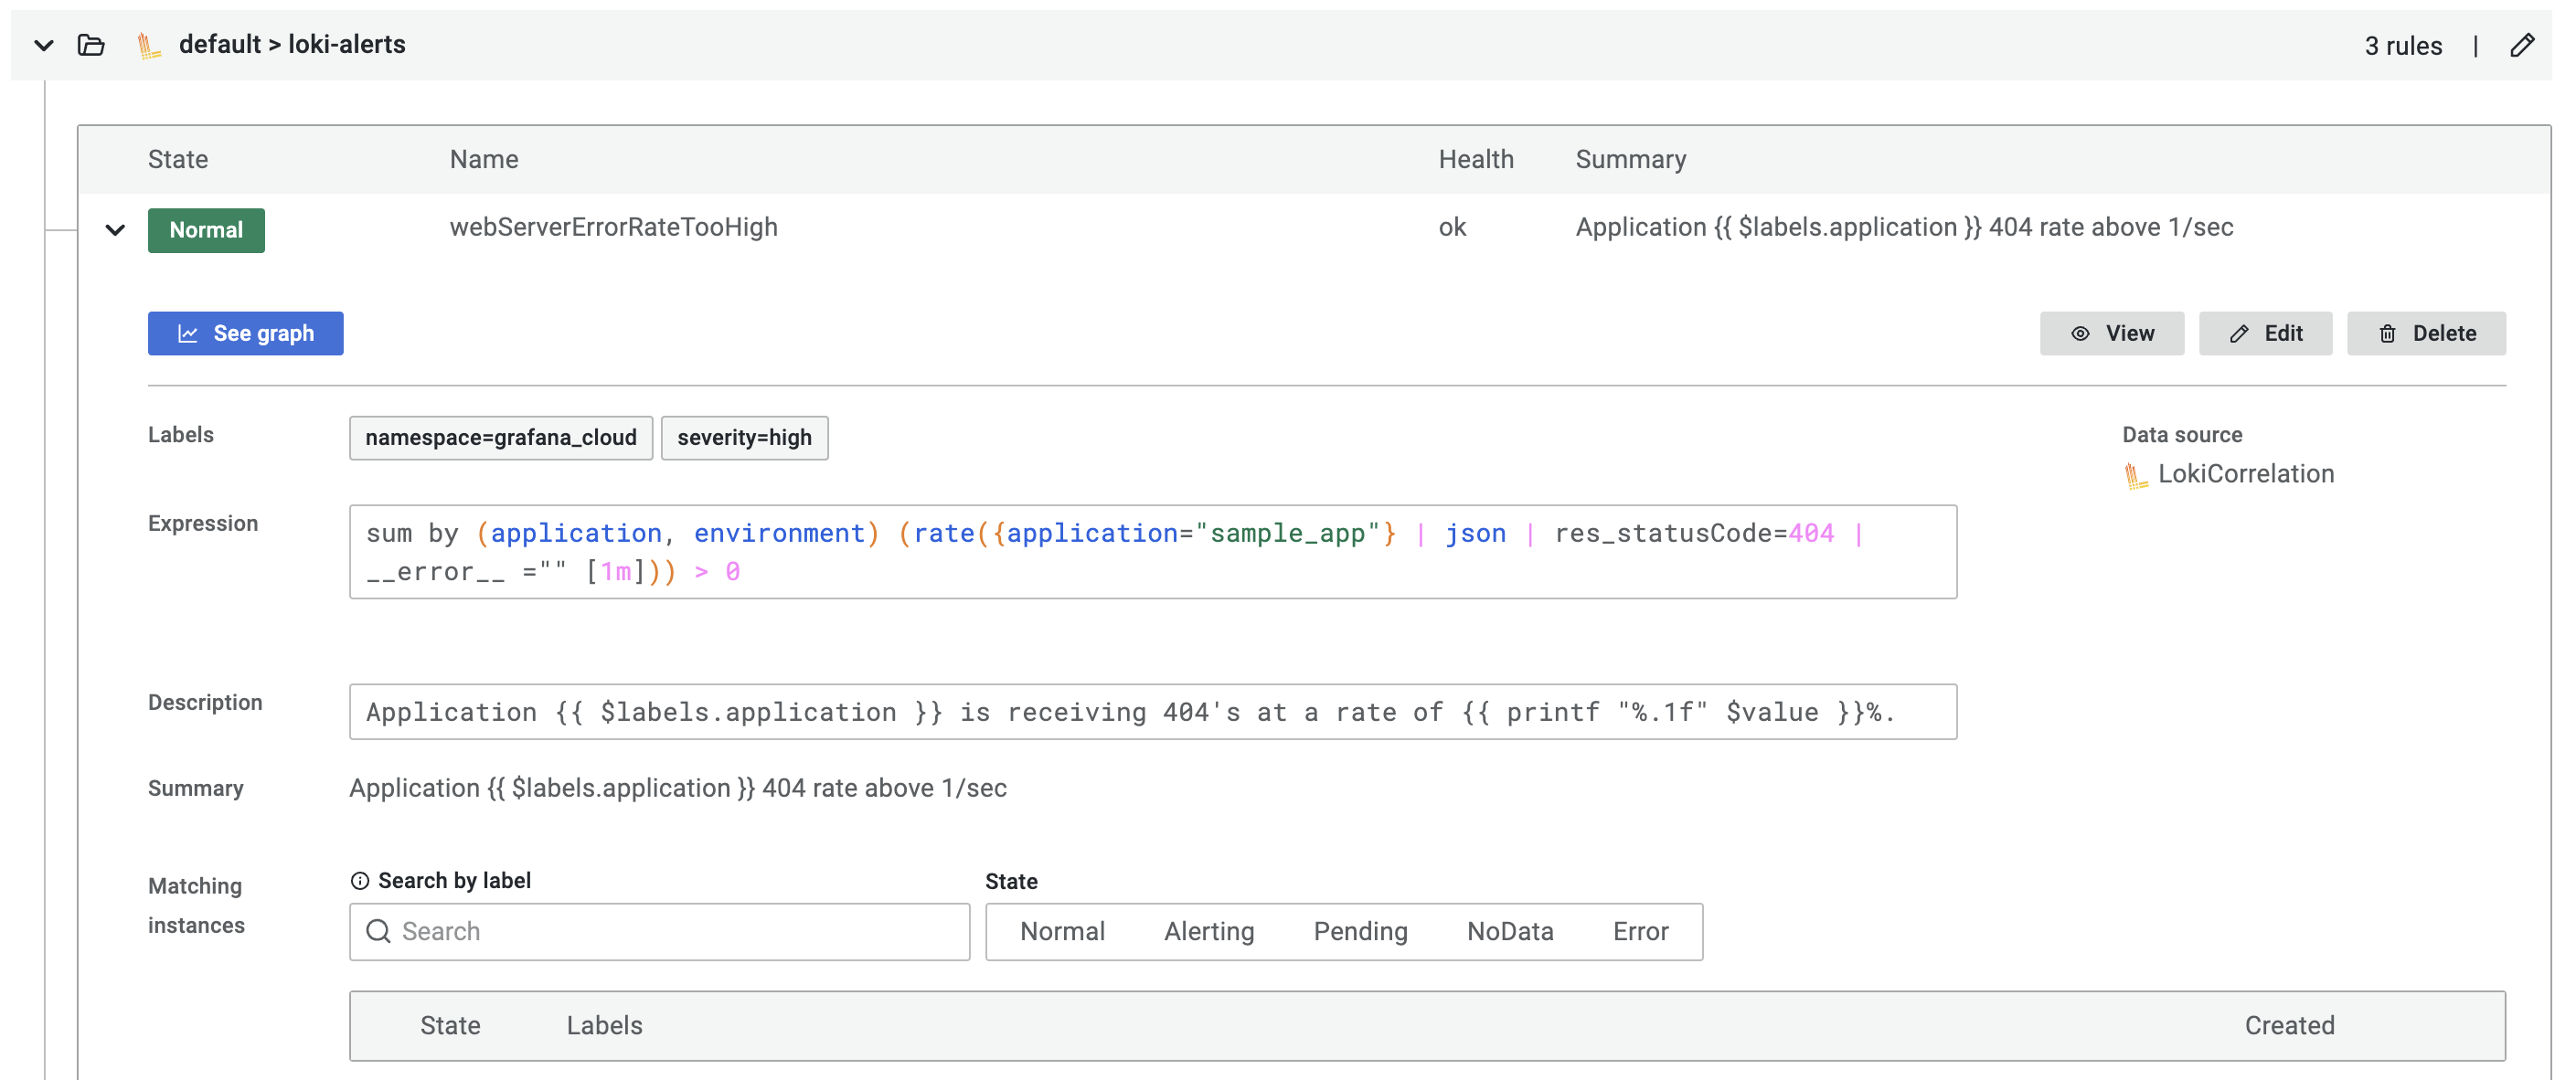 default > loki-alerts
3 rules |
State Name Health Summary
Normal webServerErrorRateTooHigh ok Application {{ $labels.application }} 404 rate above 1/sec
See graph View Edit Delete
Labels namespace=grafana_cloud severity=high Data source
LokiCorrelation
Expression sum by (application, environment) (rate({application="sample_app"} | json | res_statusCode=404 |
__error__ ="" [1m])) > 0
Description Application {{ $labels.application }} is receiving 404's at a rate of {{ printf "%.1f" $value }}%.
Summary Application {{ $labels.application }} 404 rate above 1/sec
Matching
instances
Search by label State
Search Normal Alerting Pending NoData Error
State Labels Created